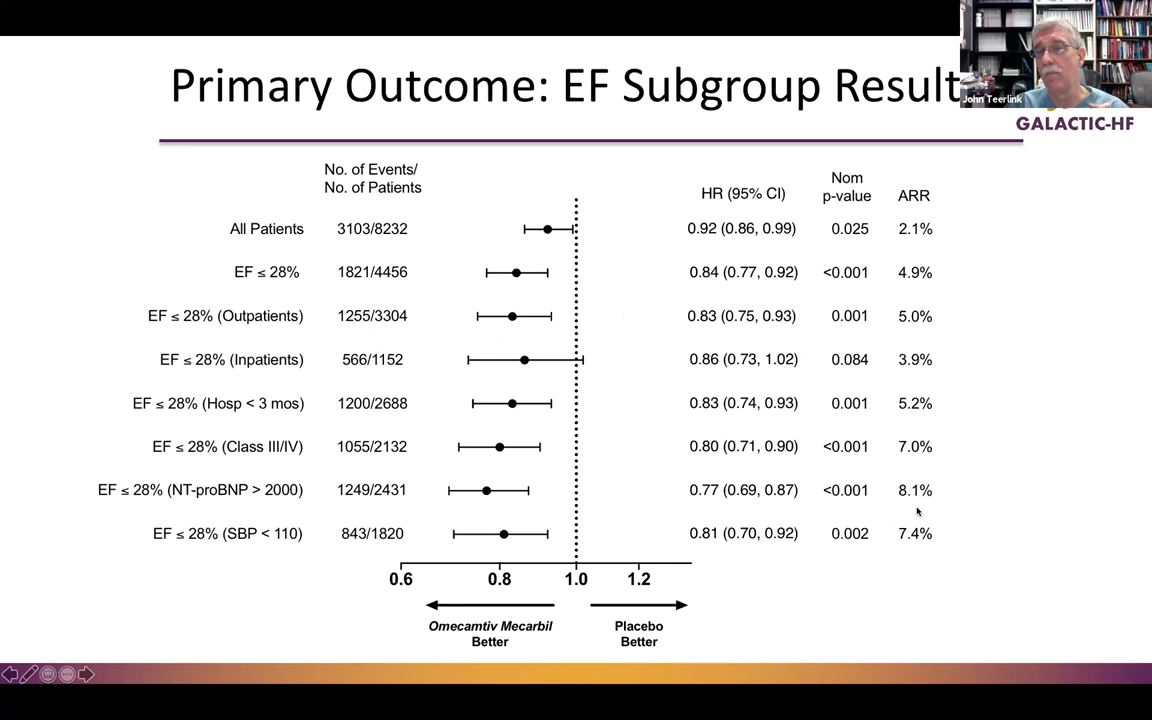 Primary Outcome: EF Subgroup Result
John Teerlink
GALACTIC-HF
No. of Events/
No. of Patients
HR (95% CI)
Nom
p-value
ARR
All Patients 3103/8232 0.92 (0.86, 0.99) 0.025 2.1%
EF ≤ 28% 1821/4456 0.84 (0.77, 0.92) <0.001 4.9%
EF ≤ 28% (Outpatients) 1255/3304 0.83 (0.75, 0.93) 0.001 5.0%
EF ≤ 28% (Inpatients) 566/1152 0.86 (0.73, 1.02) 0.084 3.9%
EF ≤ 28% (Hosp < 3 mos) 1200/2688 0.83 (0.74, 0.93) 0.001 5.2%
EF ≤ 28% (Class III/IV) 1055/2132 0.80 (0.71, 0.90) <0.001 7.0%
EF ≤ 28% (NT-proBNP > 2000) 1249/2431 0.77 (0.69, 0.87) <0.001 8.1%
EF ≤ 28% (SBP < 110) 843/1820 0.81 (0.70, 0.92) 0.002 7.4%
0.6 0.8 1.0 1.2
Omecamtiv Mecarbil
Better
Placebo
Better